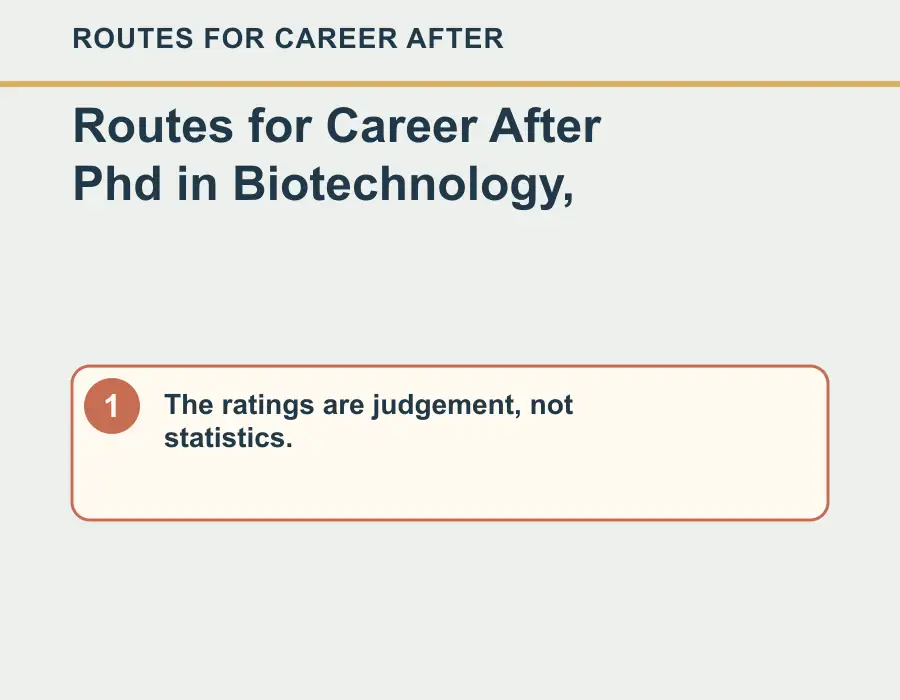 ROUTES FOR CAREER AFTER
Routes for Career After
Phd in Biotechnology,
1
The ratings are judgement, not
statistics.